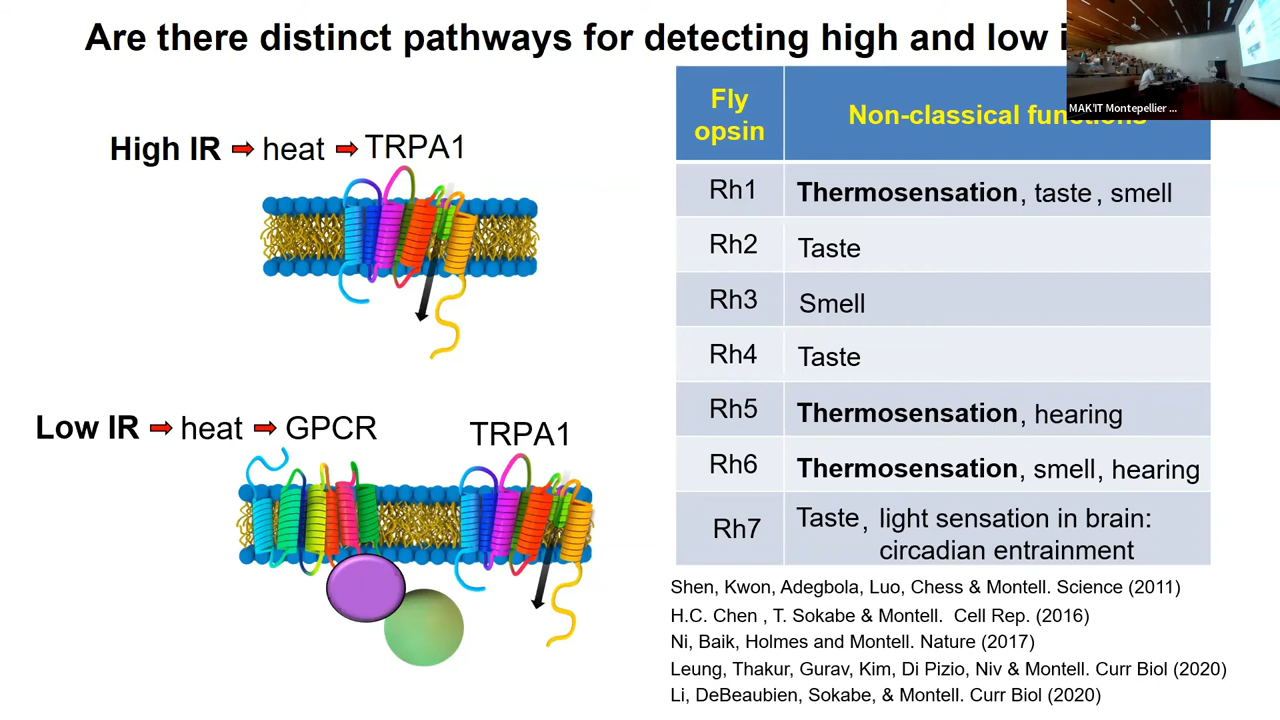 Are there distinct pathways for detecting high and low
MAK'IT Montepellier ...
High IR ➡ heat ➡ TRPA1
Low IR ➡ heat ➡ GPCR
TRPA1
Fly opsin
Non-classical functions
Rh1 Thermosensation, taste, smell
Rh2 Taste
Rh3 Smell
Rh4 Taste
Rh5 Thermosensation, hearing
Rh6 Thermosensation, smell, hearing
Rh7 Taste, light sensation in brain:
circadian entrainment
Shen, Kwon, Adegbola, Luo, Chess & Montell. Science (2011)
H.C. Chen , T. Sokabe & Montell. Cell Rep. (2016)
Ni, Baik, Holmes and Montell. Nature (2017)
Leung, Thakur, Gurav, Kim, Di Pizio, Niv & Montell. Curr Biol (2020)
Li, DeBeaubien, Sokabe, & Montell. Curr Biol (2020)